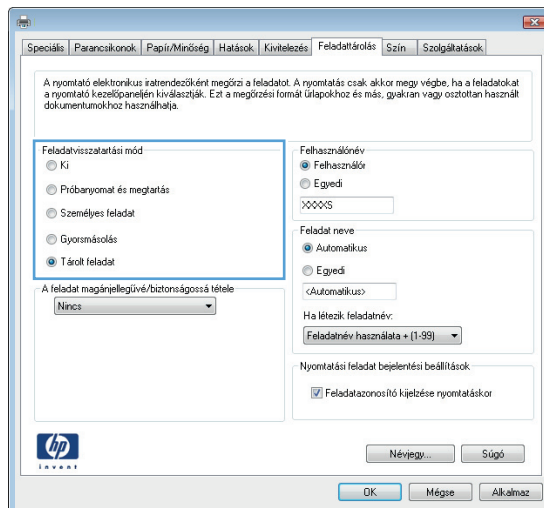 Speciális Parancsikonok Papír/Minőség Hatások Kivitelezés Feladattárolás Szín Szolgáltatások
A nyomtató elektronikus iratrendezőként megőrzi a feladatot. A nyomtatás csak akkor megy végbe, ha a feladatokat
a nyomtató kezelőpaneljén kiválasztják. Ezt a megőrzési formát űrlapokhoz és más, gyakran vagy osztottan használt
dokumentumokhoz használhatja.
Feladatvisszatartási mód
Ki
Próbanyomat és megtartás
Személyes feladat
Gyorsmásolás
Tárolt feladat
A feladat magánjellegűvé/biztonságossá tétele
Nincs
Felhasználónév
Felhasználór
Egyedi
XXXXS
Feladat neve
Automatikus
Egyedi
<Automatikus>
Ha létezik feladatnév:
Feladatnév használata + (1-99)
Nyomtatási feladat bejelentési beállítások
Feladatazonosító kijelzése nyomtatáskor
hp
invent
Névjegy... Súgó
OK Mégse Alkalmaz